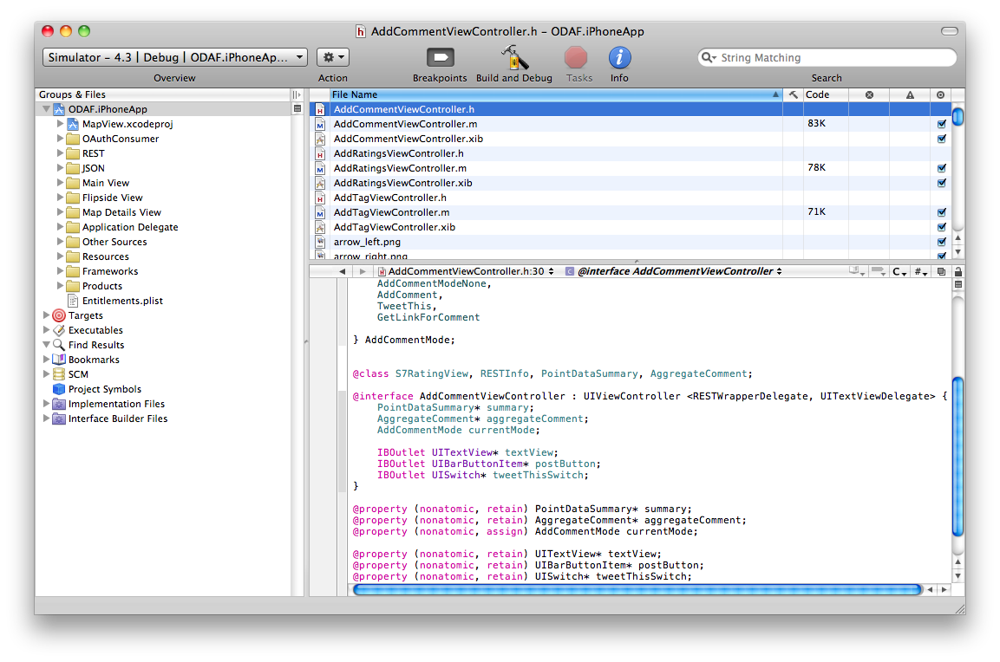 AddCommentViewController.h – ODAF.iPhoneApp
Simulator – 4.3 | Debug | ODAF.iPhoneAp...
String Matching
Overview
Action
Breakpoints
Build and Debug
Tasks
Info
Search
Groups & Files
ODAF.iPhoneApp
MapView.xcodeproj
OAuthConsumer
REST
JSON
Main View
Flipside View
Map Details View
Application Delegate
Other Sources
Resources
Frameworks
Products
Entitlements.plist
Targets
Executables
Find Results
Bookmarks
SCM
Project Symbols
Implementation Files
Interface Builder Files
File Name
Code
AddCommentViewController.h
AddCommentViewController.m 83K
AddCommentViewController.xib
AddRatingsViewController.h
AddRatingsViewController.m 78K
AddRatingsViewController.xib
AddTagViewController.h
AddTagViewController.m 71K
AddTagViewController.xib
arrow_left.png
arrow_right.png
AddCommentViewController.h:30 @interface AddCommentViewController C #
AddCommentModeNone,
AddComment,
TweetThis,
GetLinkForComment
} AddCommentMode;
@class S7RatingView, RESTInfo, PointDataSummary, AggregateComment;
@interface AddCommentViewController : UIViewController <RESTWrapperDelegate, UITextViewDelegate> {
PointDataSummary* summary;
AggregateComment* aggregateComment;
AddCommentMode currentMode;
IBOutlet UITextView* textView;
IBOutlet UIBarButtonItem* postButton;
IBOutlet UISwitch* tweetThisSwitch;
}
@property (nonatomic, retain) PointDataSummary* summary;
@property (nonatomic, retain) AggregateComment* aggregateComment;
@property (nonatomic, assign) AddCommentMode currentMode;
@property (nonatomic, retain) UITextView* textView;
@property (nonatomic, retain) UIBarButtonItem* postButton;
@property (nonatomic, retain) UISwitch* tweetThisSwitch;